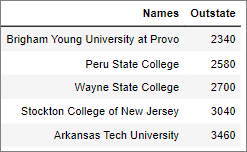 Names Outstate
Brigham Young University at Provo 2340
Peru State College 2580
Wayne State College 2700
Stockton College of New Jersey 3040
Arkansas Tech University 3460